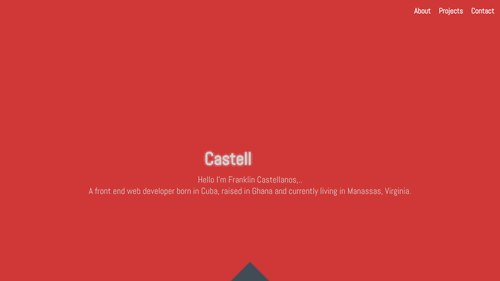 About Projects Contact
Castell
Hello I'm Franklin Castellanos,..
A front end web developer born in Cuba, raised in Ghana and currently living in Manassas, Virginia.